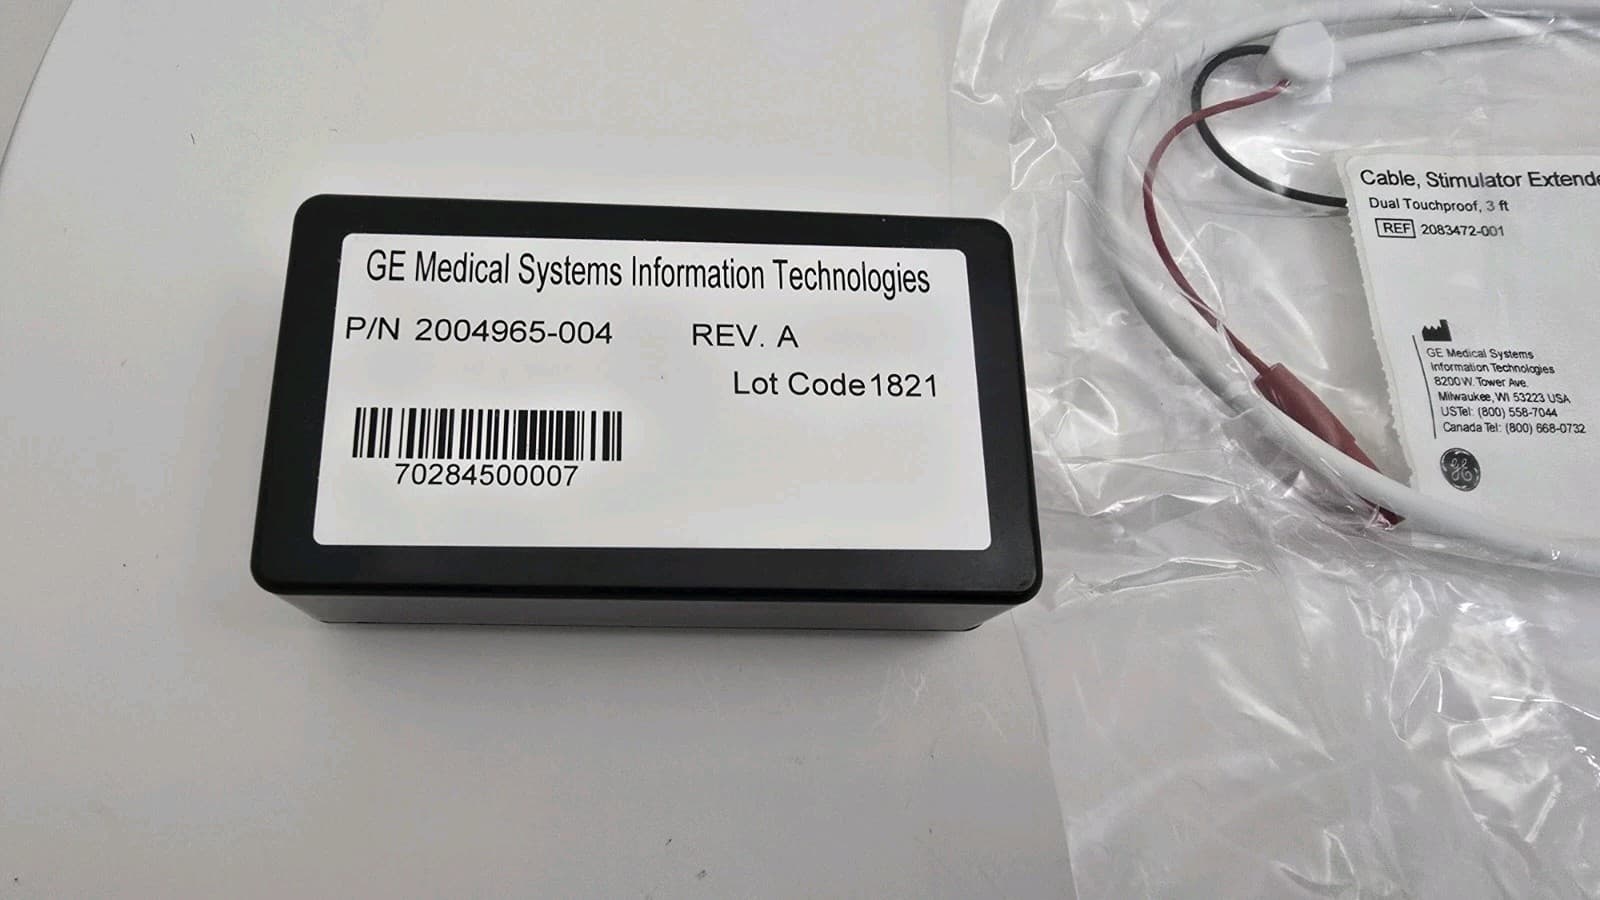 GE Medical Systems Information Technologies
P/N 2004965-004 REV. A
Lot Code 1821
70284500007
Cable, Stimulator Extende
Dual Touchproof, 3 ft
REF 2083472-001
GE Medical Systems
Information Technologies
8200 W. Tower Ave.
Milwaukee, WI 53223 USA
USTel: (800) 558-7044
Canada Tel: (800) 668-0732
GE